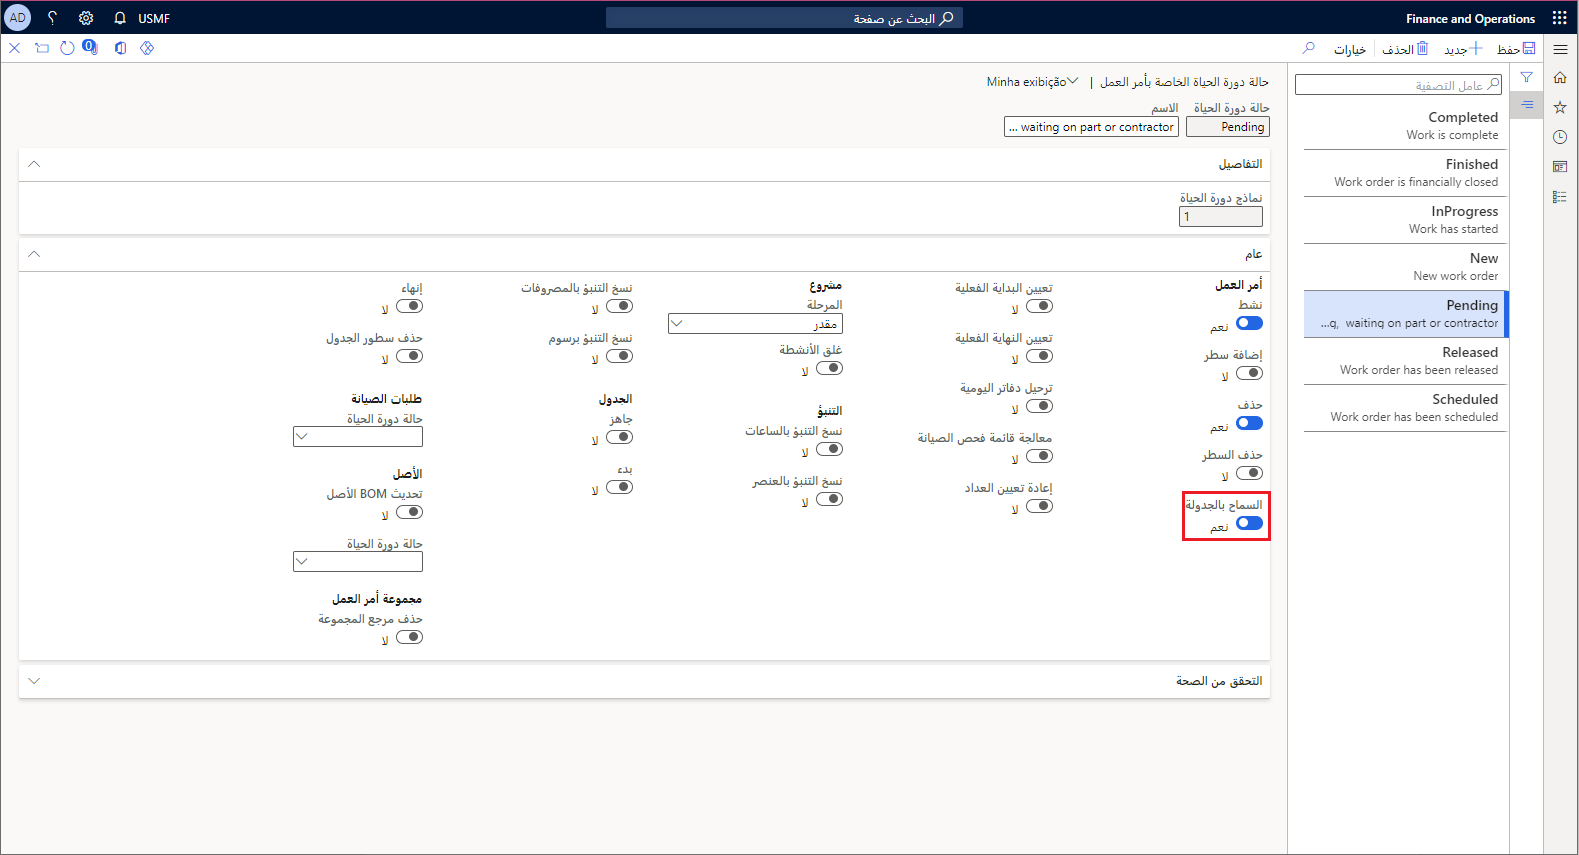 Finance and Operations
البحث عن صفحة
USMF
؟
AD
حفظ
جديد
الحذف
خيارات
0
عامل التصفية
Completed
Work is complete
Finished
Work order is financially closed
InProgress
Work has started
New
New work order
Pending
...g, waiting on part or contractor
Released
Work order has been released
Scheduled
Work order has been scheduled
حالة دورة الحياة الخاصة بأمر العمل | Minha exibição
حالة دورة الحياة
Pending
الاسم
... waiting on part or contractor
التفاصيل
نماذج دورة الحياة
1
عام
أمر العمل
نشط
نعم
إضافة سطر
لا
حذف
نعم
حذف السطر
لا
السماح بالجدولة
نعم
تعيين البداية الفعلية
لا
تعيين النهاية الفعلية
لا
ترحيل دفاتر اليومية
لا
معالجة قائمة فحص الصيانة
لا
إعادة تعيين العداد
لا
مشروع
المرحلة
مقدر
غلق الأنشطة
لا
التنبؤ
نسخ التنبؤ بالساعات
لا
نسخ التنبؤ بالعنصر
لا
نسخ التنبؤ بالمصروفات
لا
نسخ التنبؤ برسوم
لا
الجدول
جاهز
لا
بدء
لا
إنهاء
لا
حذف سطور الجدول
لا
طلبات الصيانة
حالة دورة الحياة
الأصل
تحديث BOM الأصل
لا
حالة دورة الحياة
مجموعة أمر العمل
حذف مرجع المجموعة
لا
التحقق من الصحة